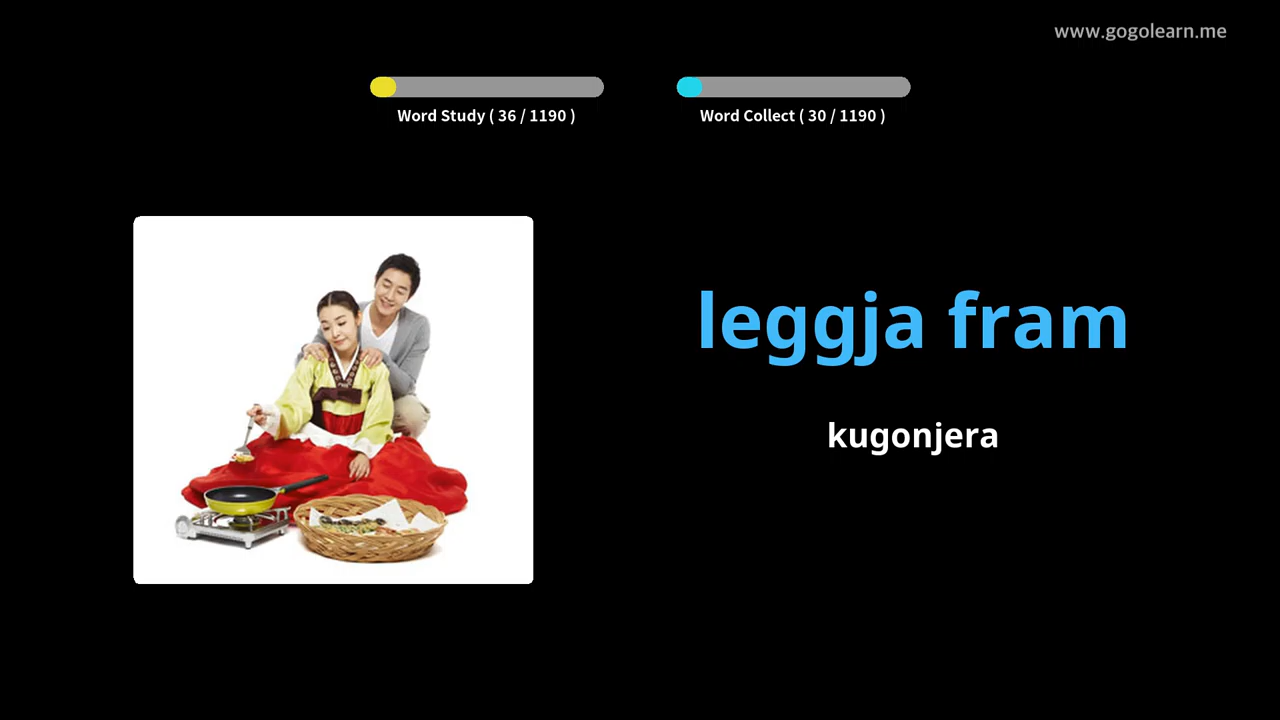 www.gogolearn.me
Word Study ( 36 / 1190 )
Word Collect ( 30 / 1190 )
leggja fram
kugonjera